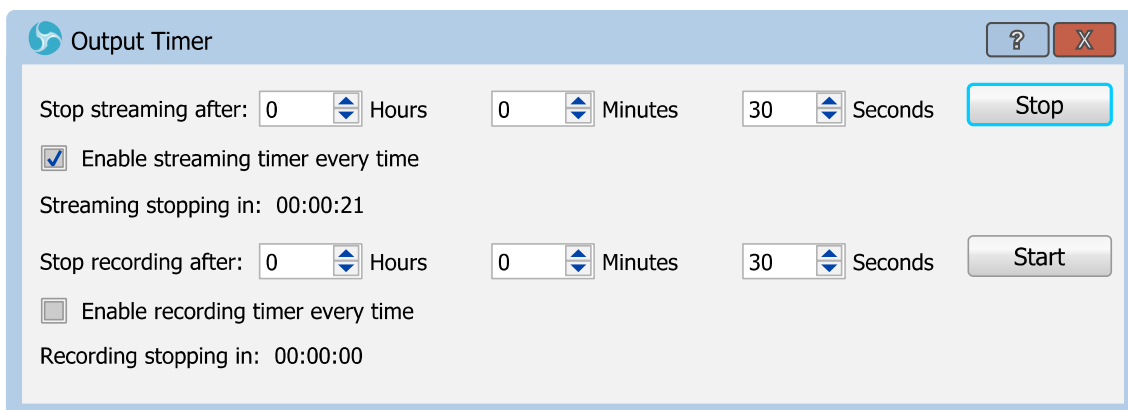 Output Timer ? X
Stop streaming after: 0 Hours 0 Minutes 30 Seconds Stop
Enable streaming timer every time
Streaming stopping in: 00:00:21
Stop recording after: 0 Hours 0 Minutes 30 Seconds Start
Enable recording timer every time
Recording stopping in: 00:00:00